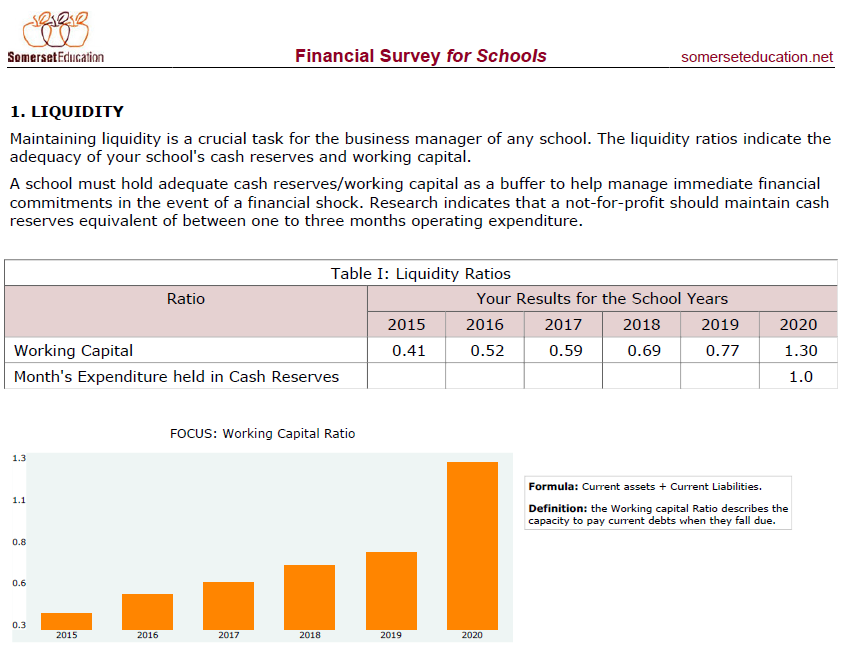 SomersetEducation
Financial Survey for Schools
somerseteducation.net
1. LIQUIDITY
Maintaining liquidity is a crucial task for the business manager of any school. The liquidity ratios indicate the
adequacy of your school's cash reserves and working capital.
A school must hold adequate cash reserves/working capital as a buffer to help manage immediate financial
commitments in the event of a financial shock. Research indicates that a not-for-profit should maintain cash
reserves equivalent of between one to three months operating expenditure.
Table I: Liquidity Ratios
Ratio Your Results for the School Years
2015 2016 2017 2018 2019 2020
Working Capital 0.41 0.52 0.59 0.69 0.77 1.30
Month's Expenditure held in Cash Reserves 1.0
FOCUS: Working Capital Ratio
1.3
1.1
0.8
0.6
0.3
2015 2016 2017 2018 2019 2020
Formula: Current assets + Current Liabilities.
Definition: the Working capital Ratio describes the
capacity to pay current debts when they fall due.